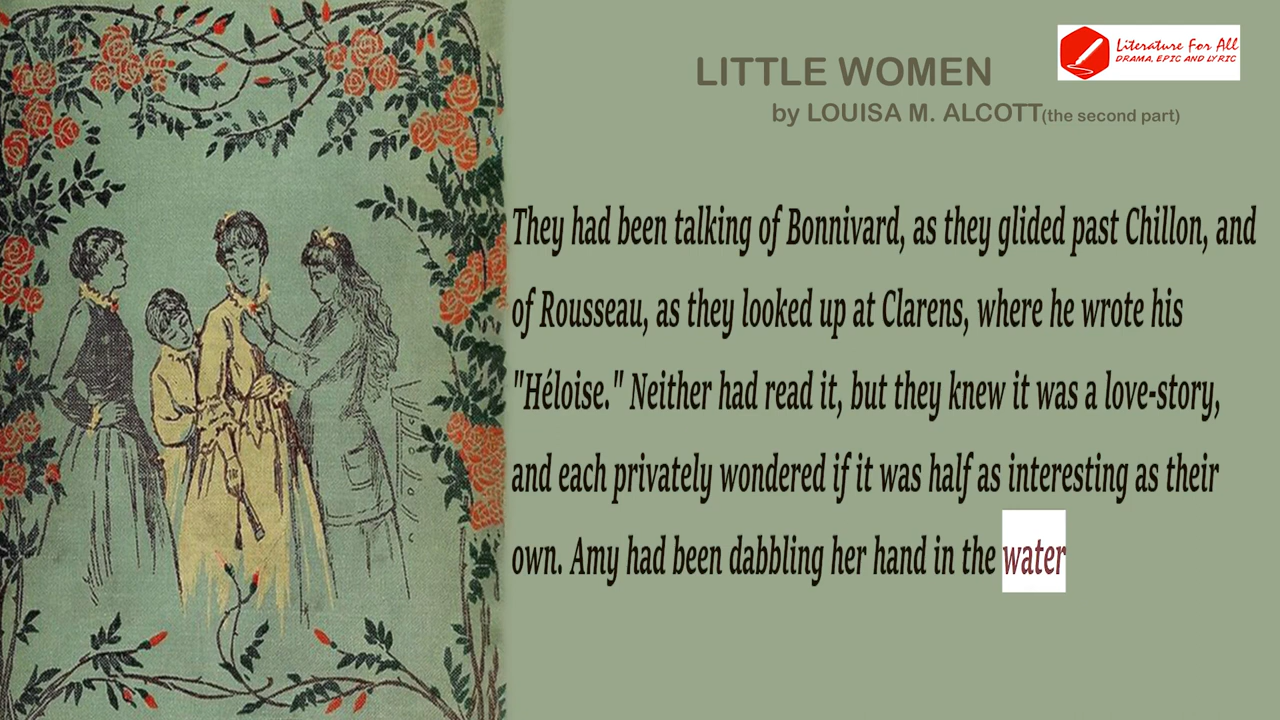 LITTLE WOMEN
by LOUISA M. ALCOTT(the second part)
Literature For All
DRAMA, EPIC AND LYRIC
They had been talking of Bonnivard, as they glided past Chillon, and
of Rousseau, as they looked up at Clarens, where he wrote his
"Héloise." Neither had read it, but they knew it was a love-story,
and each privately wondered if it was half as interesting as their
own. Amy had been dabbling her hand in the water